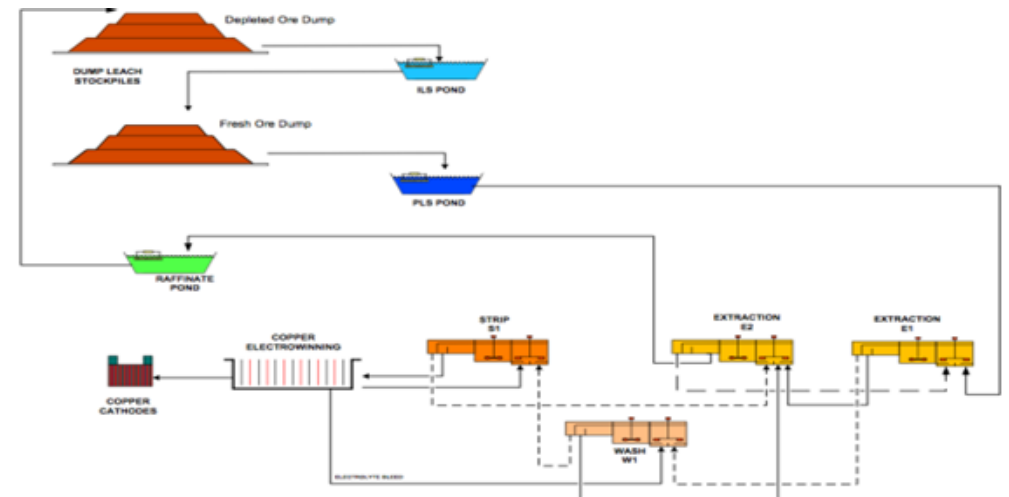 Depleted Ore Dump
DUMP LEACH
STOCKPILES
ILS POND
Fresh Ore Dump
PLS POND
RAFFINATE
POND
STRIP
S1
EXTRACTION
E2
EXTRACTION
E1
COPPER
ELECTROWINNING
COPPER
CATHODES
WASH
W1
ELECTROLYTE BLEED